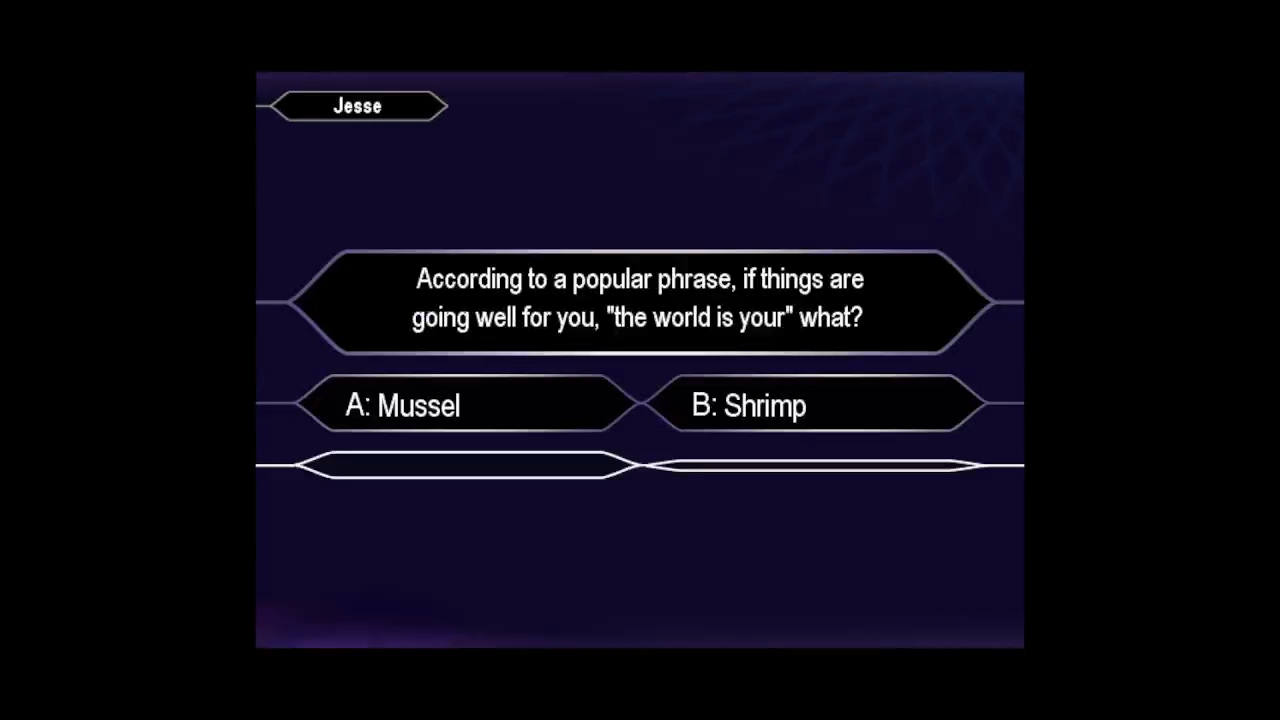 Jesse
According to a popular phrase, if things are
going well for you, "the world is your" what?
A: Mussel
B: Shrimp